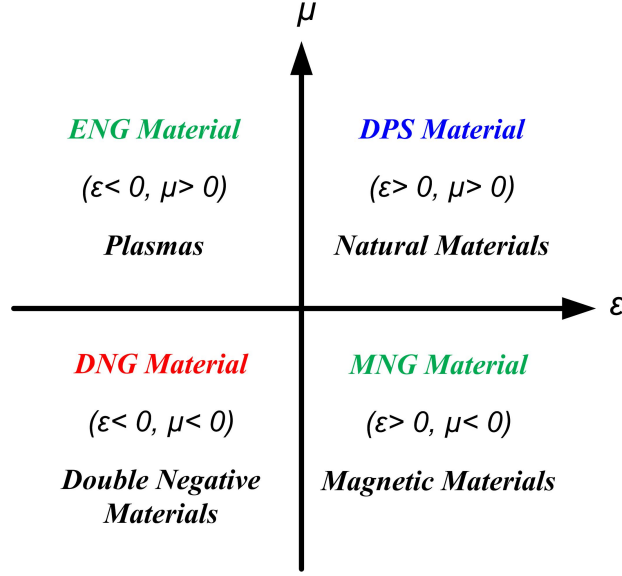 μ
ENG Material
(ε< 0, μ> 0)
Plasmas
DPS Material
(ε> 0, μ> 0)
Natural Materials
ε
DNG Material
(ε< 0, μ< 0)
Double Negative
Materials
MNG Material
(ε> 0, μ< 0)
Magnetic Materials